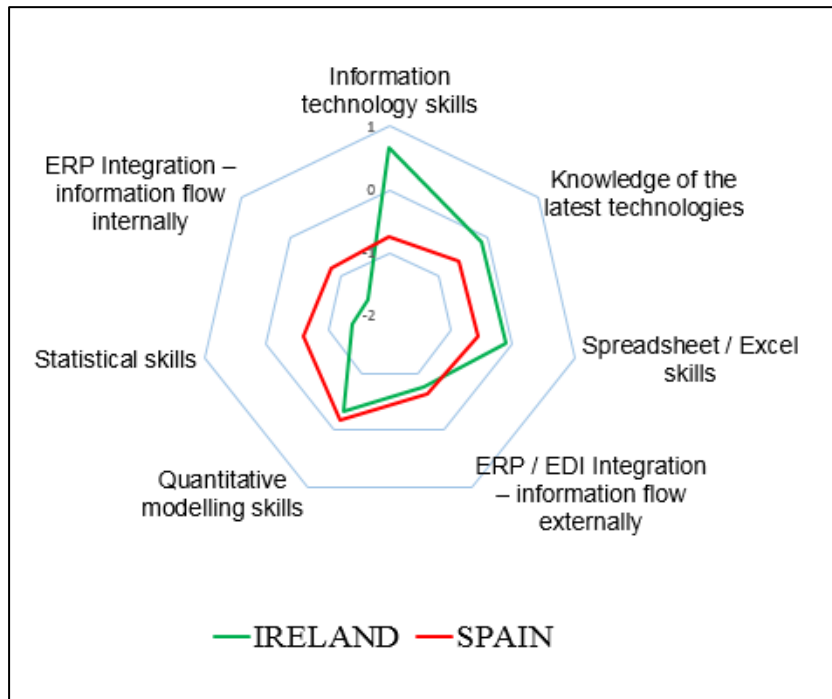 Information
technology skills
1
ERP Integration –
information flow
internally
Knowledge of the
latest technologies
0
-1
-2
Statistical skills
Spreadsheet / Excel
skills
Quantitative
modelling skills
ERP / EDI Integration
– information flow
externally
IRELAND SPAIN